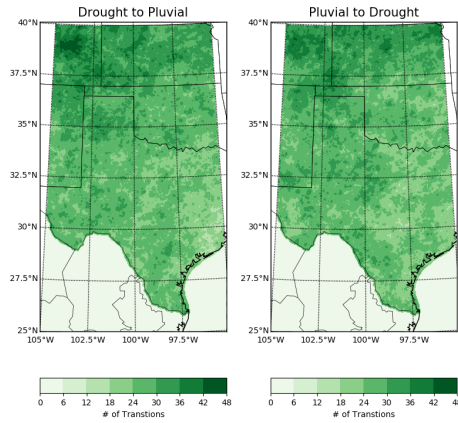 Drought to Pluvial
Pluvial to Drought
40°N
37.5°N
35°N
32.5°N
30°N
27.5°N
25°N
105°W 102.5°W 100°W 97.5°W
40°N
37.5°N
35°N
32.5°N
30°N
27.5°N
25°N
105°W 102.5°W 100°W 97.5°W
0 6 12 18 24 30 36 42 48
# of Transtions
0 6 12 18 24 30 36 42 48
# of Transtions